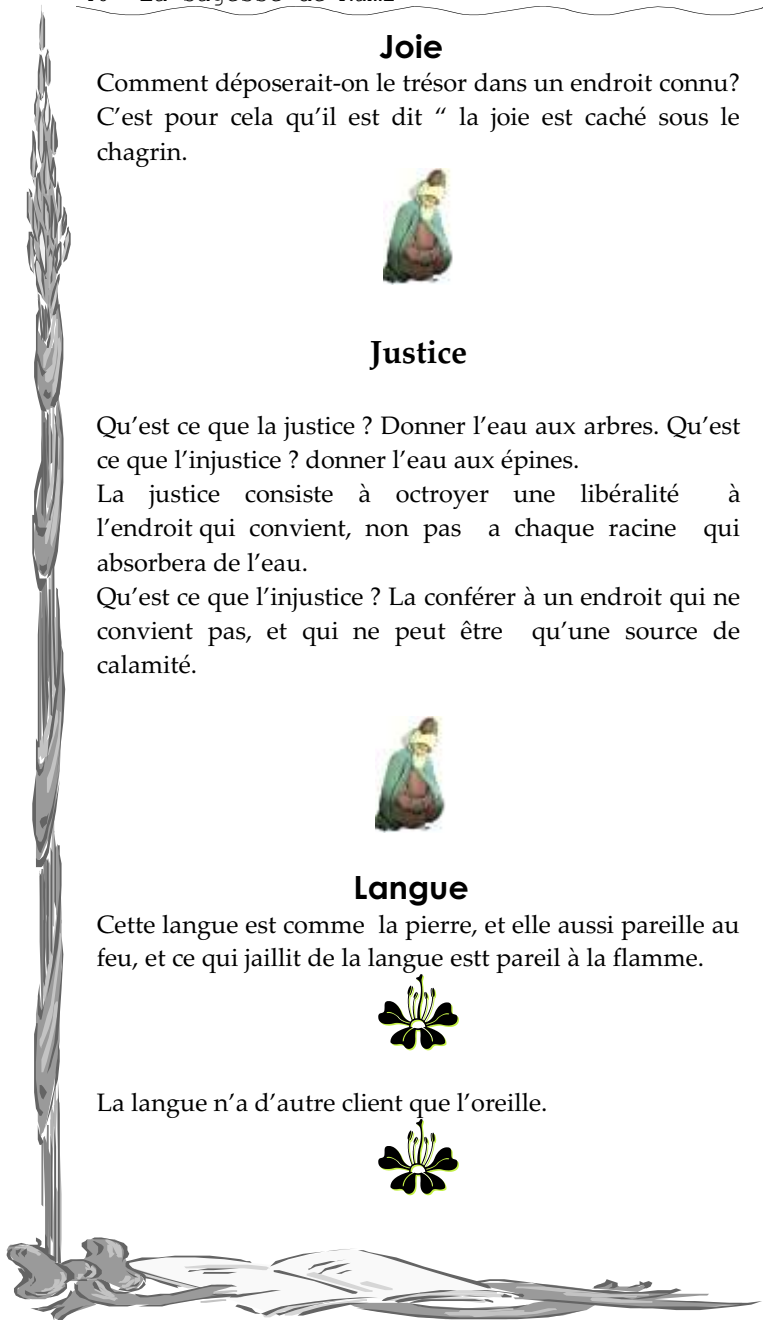 Joie
Comment déposerait-on le trésor dans un endroit connu?
C’est pour cela qu’il est dit “ la joie est caché sous le
chagrin.
Justice
Qu’est ce que la justice ? Donner l’eau aux arbres. Qu’est
ce que l’injustice ? donner l’eau aux épines.
La justice consiste à octroyer une libéralité à
l’endroit qui convient, non pas a chaque racine qui
absorbera de l’eau.
Qu’est ce que l’injustice ? La conférer à un endroit qui ne
convient pas, et qui ne peut être qu’une source de
calamité.
Langue
Cette langue est comme la pierre, et elle aussi pareille au
feu, et ce qui jaillit de la langue estt pareil à la flamme.
La langue n’a d’autre client que l’oreille.